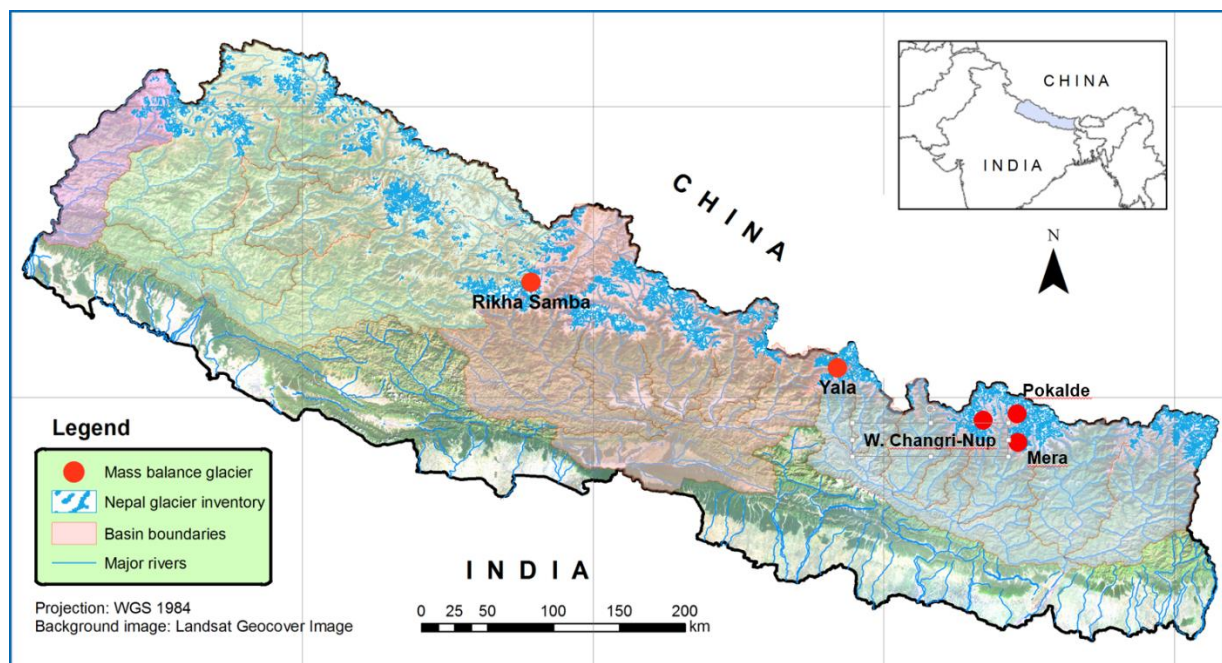 CHINA
INDIA
CHINA
N
Rikha Samba
Yala
Pokalde
W. Changri-Nup
Mera
Legend
Mass balance glacier
Nepal glacier inventory
Basin boundaries
Major rivers
INDIA
Projection: WGS 1984
Background image: Landsat Geocover Image
0 25 50 100 150 200
km